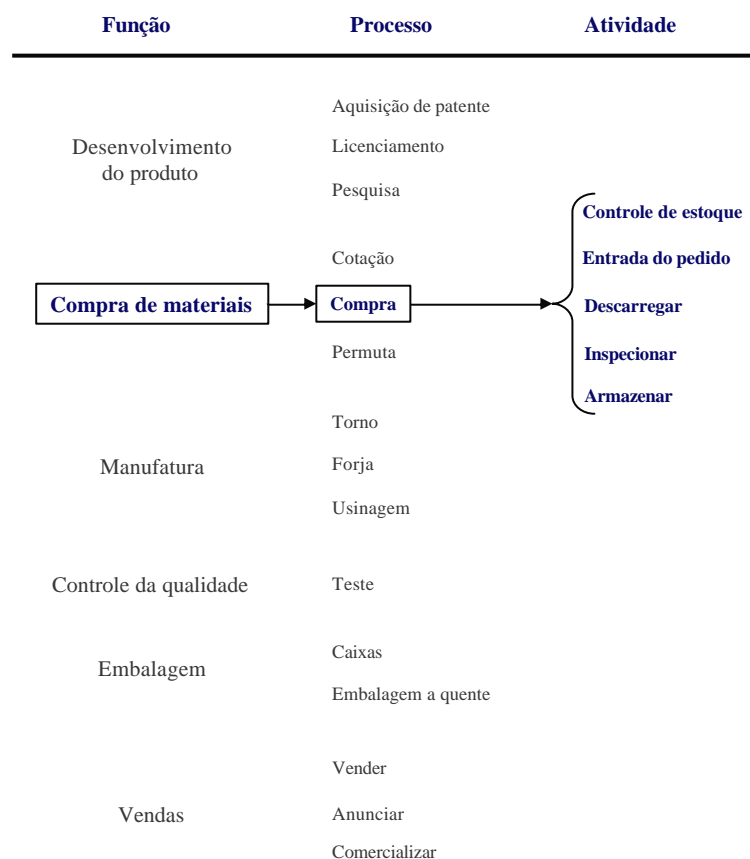 Função Processo Atividade
Aquisição de patente
Desenvolvimento
do produto
Licenciamento
Pesquisa
Controle de estoque
Cotação
Entrada do pedido
Compra de materiais
Compra
Descarregar
Permuta
Inspecionar
Armazenar
Torno
Manufatura
Forja
Usinagem
Controle da qualidade
Teste
Embalagem
Caixas
Embalagem a quente
Vender
Vendas
Anunciar
Comercializar